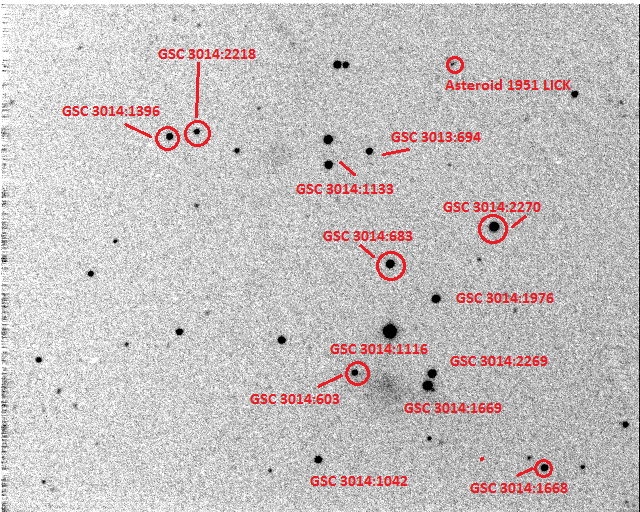 GSC 3014:2218
Asteroid 1951 LICK
GSC 3014:1396
GSC 3013:694
GSC 3014:1133
GSC 3014:2270
GSC 3014:683
GSC 3014:1976
GSC 3014:1116
GSC 3014:2269
GSC 3014:603
GSC 3014:1669
GSC 3014:1042
GSC 3014:1668